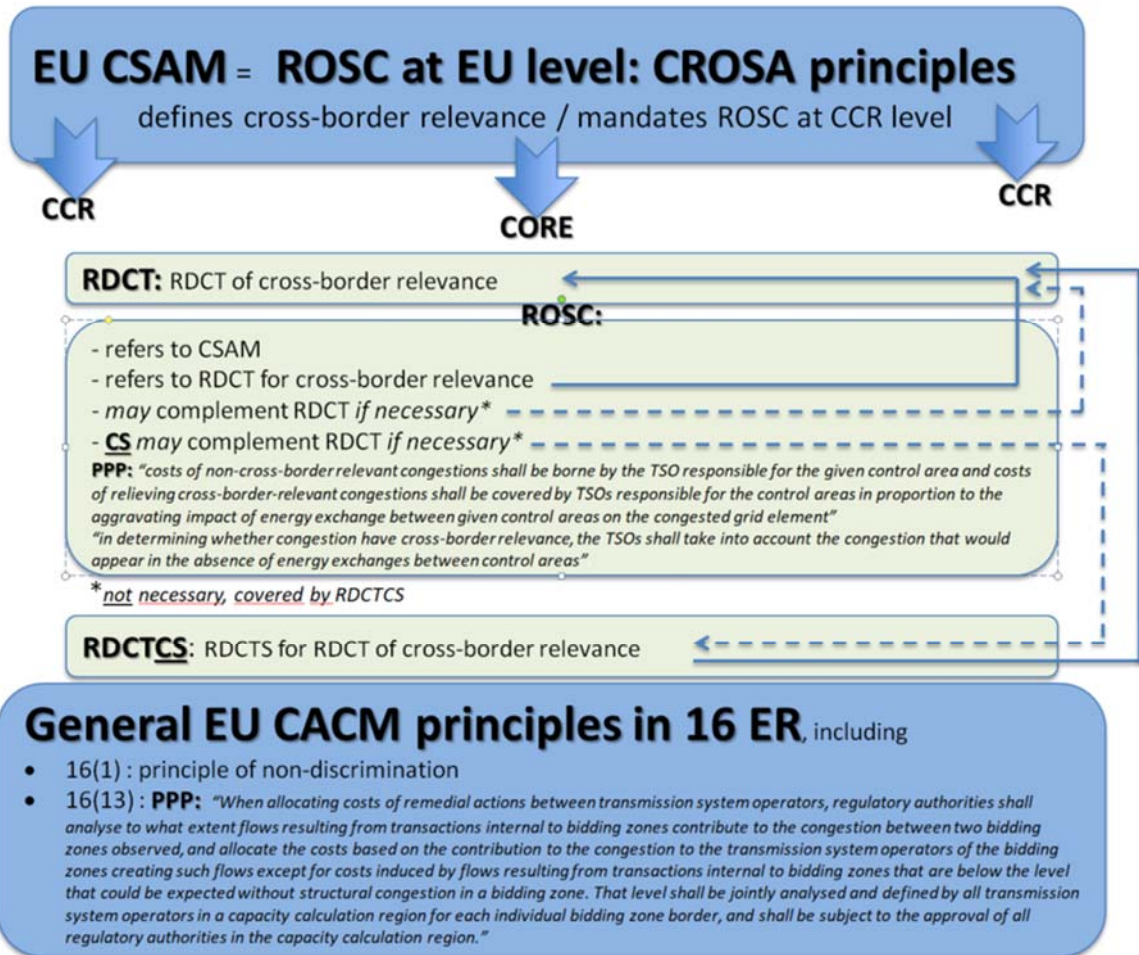 EU CSAM = ROSC at EU level: CROSA principles
defines cross-border relevance / mandates ROSC at CCR level
CCR
CORE
CCR
RDCT: RDCT of cross-border relevance
ROSC:
- refers to CSAM
- refers to RDCT for cross-border relevance
- may complement RDCT if necessary*
- CS may complement RDCT if necessary*
PPP: “costs of non-cross-border relevant congestions shall be borne by the TSO responsible for the given control area and costs
of relieving cross-border-relevant congestions shall be covered by TSOs responsible for the control areas in proportion to the
aggravating impact of energy exchange between given control areas on the congested grid element”
“in determining whether congestion have cross-border relevance, the TSOs shall take into account the congestion that would
appear in the absence of energy exchanges between control areas”
*not necessary, covered by RDCTCS
RDCTCS: RDCTS for RDCT of cross-border relevance
General EU CACM principles in 16 ER, including
• 16(1) : principle of non-discrimination
• 16(13) : PPP: “When allocating costs of remedial actions between transmission system operators, regulatory authorities shall
analyse to what extent flows resulting from transactions internal to bidding zones contribute to the congestion between two bidding
zones observed, and allocate the costs based on the contribution to the congestion to the transmission system operators of the bidding
zones creating such flows except for costs induced by flows resulting from transactions internal to bidding zones that are below the level
that could be expected without structural congestion in a bidding zone. That level shall be jointly analysed and defined by all transmission
system operators in a capacity calculation region for each individual bidding zone border, and shall be subject to the approval of all
regulatory authorities in the capacity calculation region.”